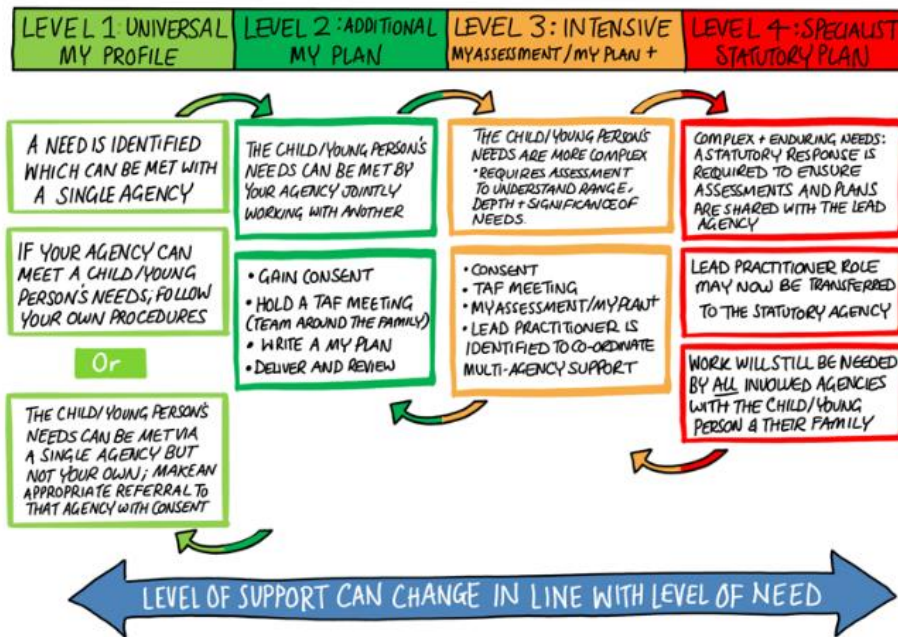 LEVEL 1: UNIVERSAL
MY PROFILE
LEVEL 2: ADDITIONAL
MY PLAN
LEVEL 3: INTENSIVE
MY ASSESSMENT/MY PLAN +
LEVEL 4: SPECIALIST
STATUTORY PLAN
A NEED IS IDENTIFIED
WHICH CAN BE MET WITH
A SINGLE AGENCY
IF YOUR AGENCY CAN
MEET A CHILD/YOUNG
PERSON'S NEEDS; FOLLOW
YOUR OWN PROCEDURES
Or
THE CHILD/YOUNG PERSON'S
NEEDS CAN BE MET VIA
A SINGLE AGENCY BUT
NOT YOUR OWN; MAKE AN
APPROPRIATE REFERRAL TO
THAT AGENCY WITH CONSENT
THE CHILD/YOUNG PERSON'S
NEEDS CAN BE MET BY
YOUR AGENCY JOINTLY
WORKING WITH ANOTHER
• GAIN CONSENT
• HOLD A TAF MEETING
(TEAM AROUND THE FAMILY)
• WRITE A MY PLAN
• DELIVER AND REVIEW
THE CHILD/YOUNG PERSON'S
NEEDS ARE MORE COMPLEX
• REQUIRES ASSESSMENT
TO UNDERSTAND RANGE,
DEPTH + SIGNIFICANCE OF
NEEDS.
• CONSENT
• TAF MEETING
• MY ASSESSMENT/MY PLAN+
• LEAD PRACTITIONER IS
IDENTIFIED TO CO-ORDINATE
MULTI-AGENCY SUPPORT
COMPLEX + ENDURING NEEDS:
A STATUTORY RESPONSE IS
REQUIRED TO ENSURE
ASSESSMENTS AND PLANS
ARE SHARED WITH THE LEAD
AGENCY
LEAD PRACTITIONER ROLE
MAY NOW BE TRANSFERRED
TO THE STATUTORY AGENCY
WORK WILL STILL BE NEEDED
BY ALL INVOLVED AGENCIES
WITH THE CHILD/YOUNG
PERSON & THEIR FAMILY
LEVEL OF SUPPORT CAN CHANGE IN LINE WITH LEVEL OF NEED